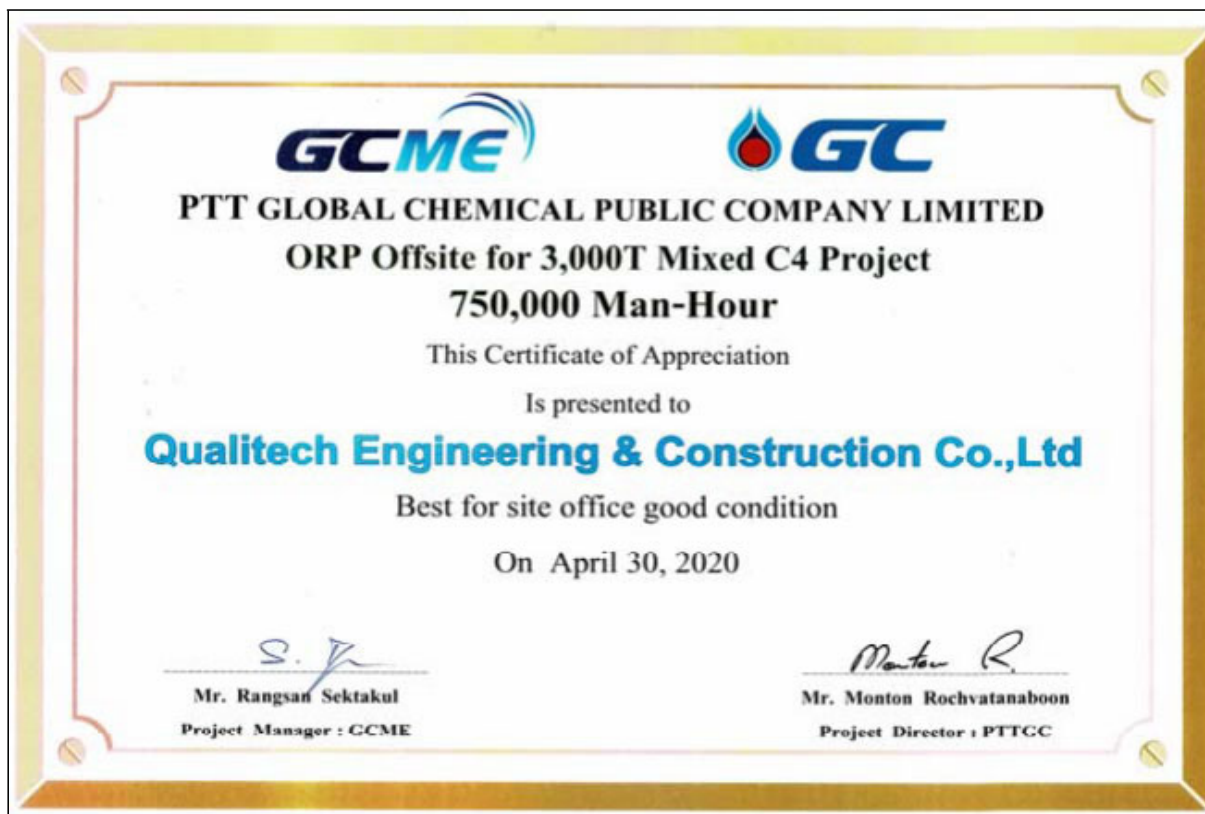 GCME GC
PTT GLOBAL CHEMICAL PUBLIC COMPANY LIMITED
ORP Offsite for 3,000T Mixed C4 Project
750,000 Man-Hour
This Certificate of Appreciation
Is presented to
Qualitech Engineering & Construction Co.,Ltd
Best for site office good condition
On April 30, 2020
S. Monton R.
Mr. Rangsan Sektakul Mr. Monton Rochvatanaboon
Project Manager : GCME Project Director : PTTGC